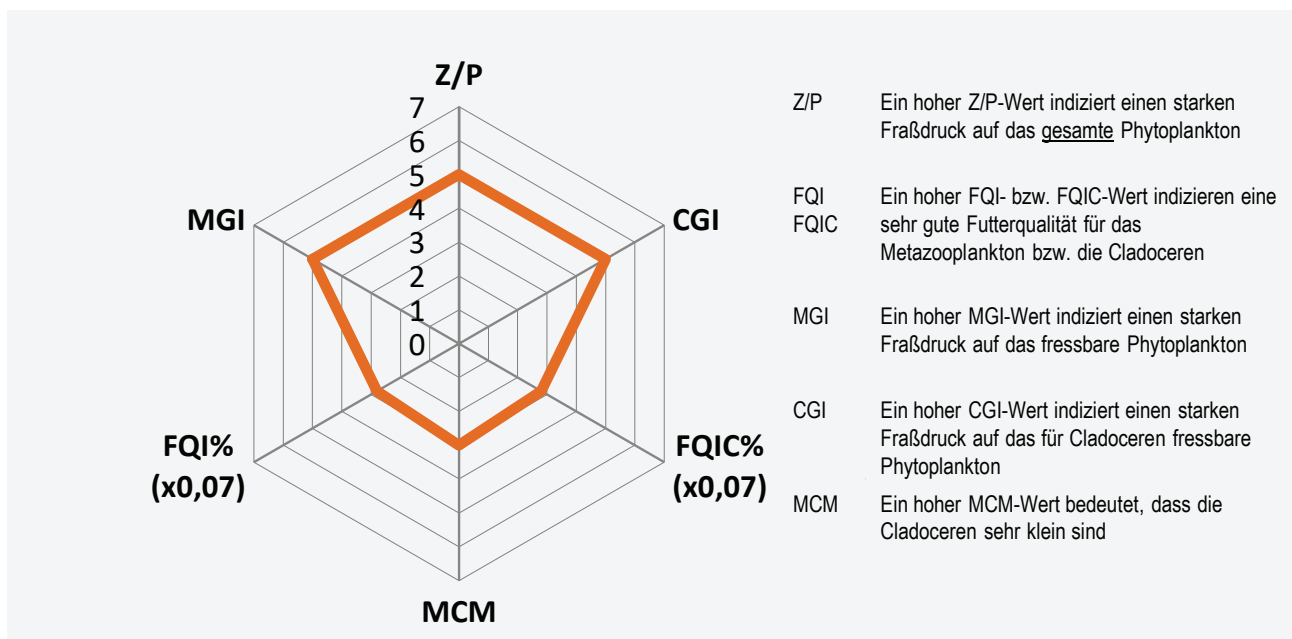 Z/P
7
6
5
4
3
2
1
0
MGI
CGI
FQI%
(x0,07)
FQIC%
(x0,07)
MCM
Z/P Ein hoher Z/P-Wert indiziert einen starken
Fraßdruck auf das gesamte Phytoplankton
FQI Ein hoher FQI- bzw. FQIC-Wert indizieren eine
FQIC sehr gute Futterqualität für das
Metazooplankton bzw. die Cladoceren
MGI Ein hoher MGI-Wert indiziert einen starken
Fraßdruck auf das fressbare Phytoplankton
CGI Ein hoher CGI-Wert indiziert einen starken
Fraßdruck auf das für Cladoceren fressbare
Phytoplankton
MCM Ein hoher MCM-Wert bedeutet, dass die
Cladoceren sehr klein sind